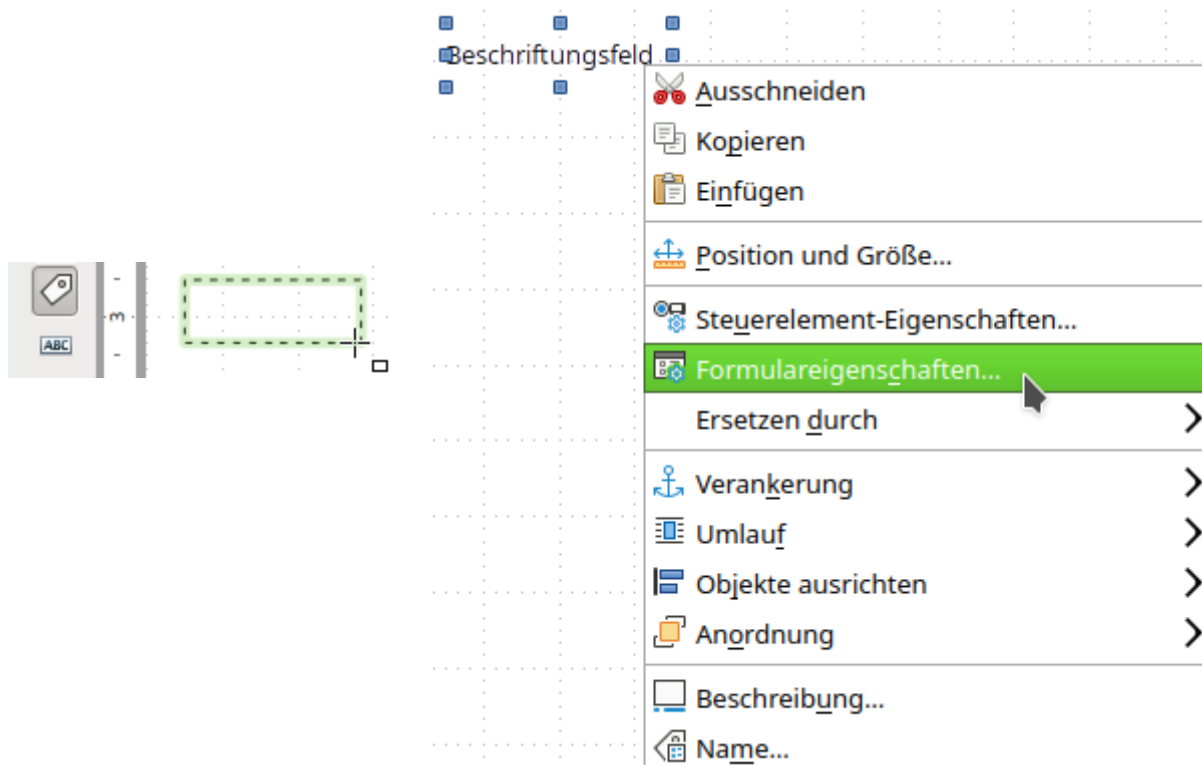 Beschriftungsfeld
Ausschneiden
Kopieren
Einfügen
Position und Größe...
Steuerelement-Eigenschaften...
Formulareigenschaften...
Ersetzen durch
Verankerung
Umlauf
Objekte ausrichten
Anordnung
Beschreibung...
Name...
3
ABC